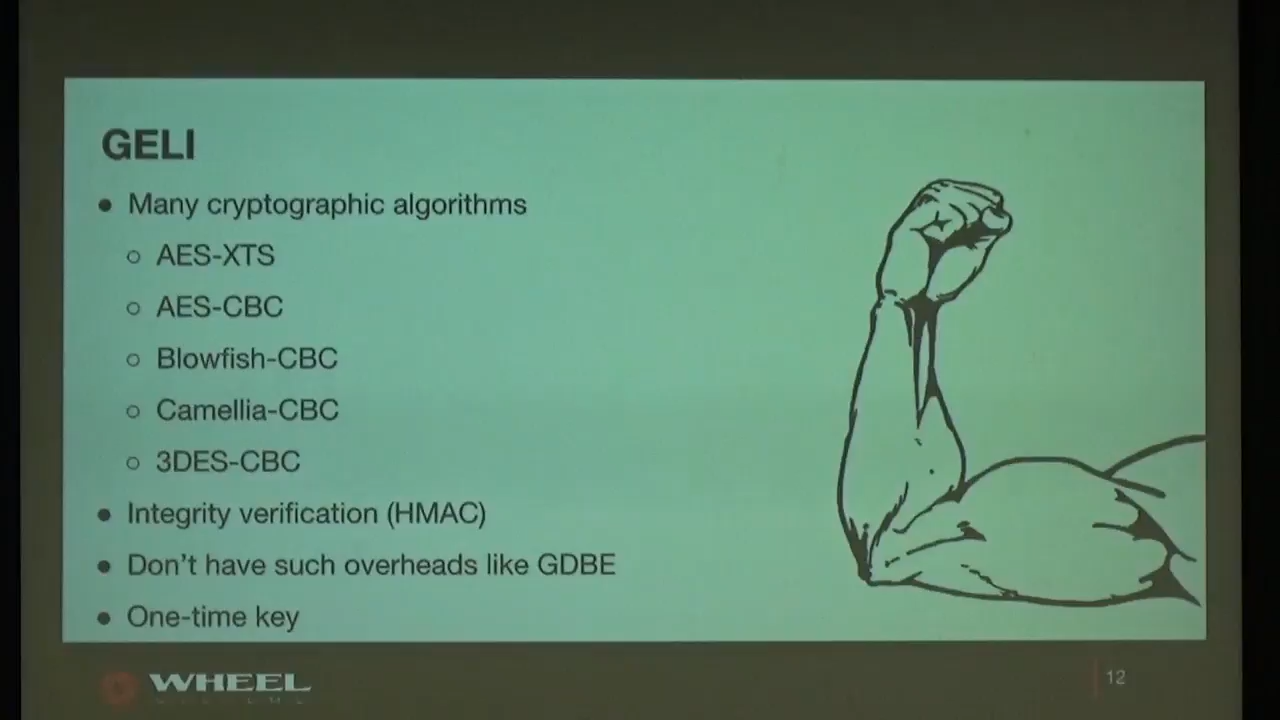 GELI
● Many cryptographic algorithms
○ AES-XTS
○ AES-CBC
○ Blowfish-CBC
○ Camellia-CBC
○ 3DES-CBC
● Integrity verification (HMAC)
● Don't have such overheads like GDBE
● One-time key
WHEEL
12